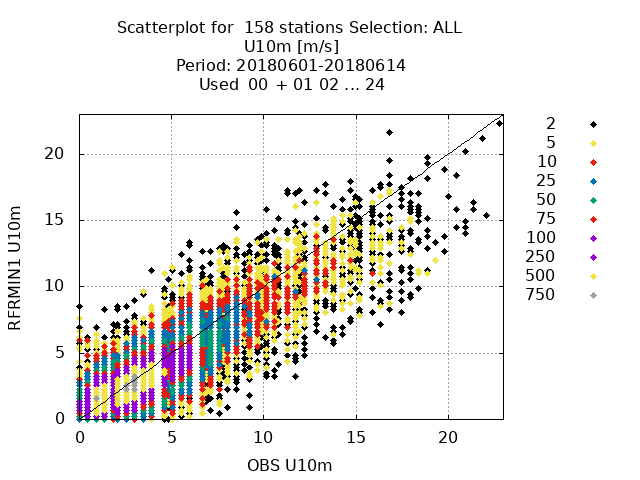 Scatterplot for  158 stations Selection: ALL
U10m [m/s]
Period: 20180601-20180614
Used  00 + 01 02 ... 24
RFRMIN1 U10m
20
15
10
5
0
0 5 10 15 20
OBS U10m
2
5
10
25
50
75
100
250
500
750